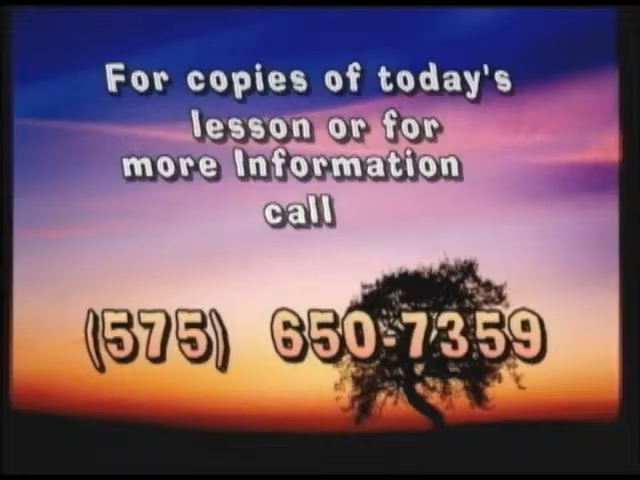 For copies of today's
lesson or for
more Information
call
(575) 650-7359